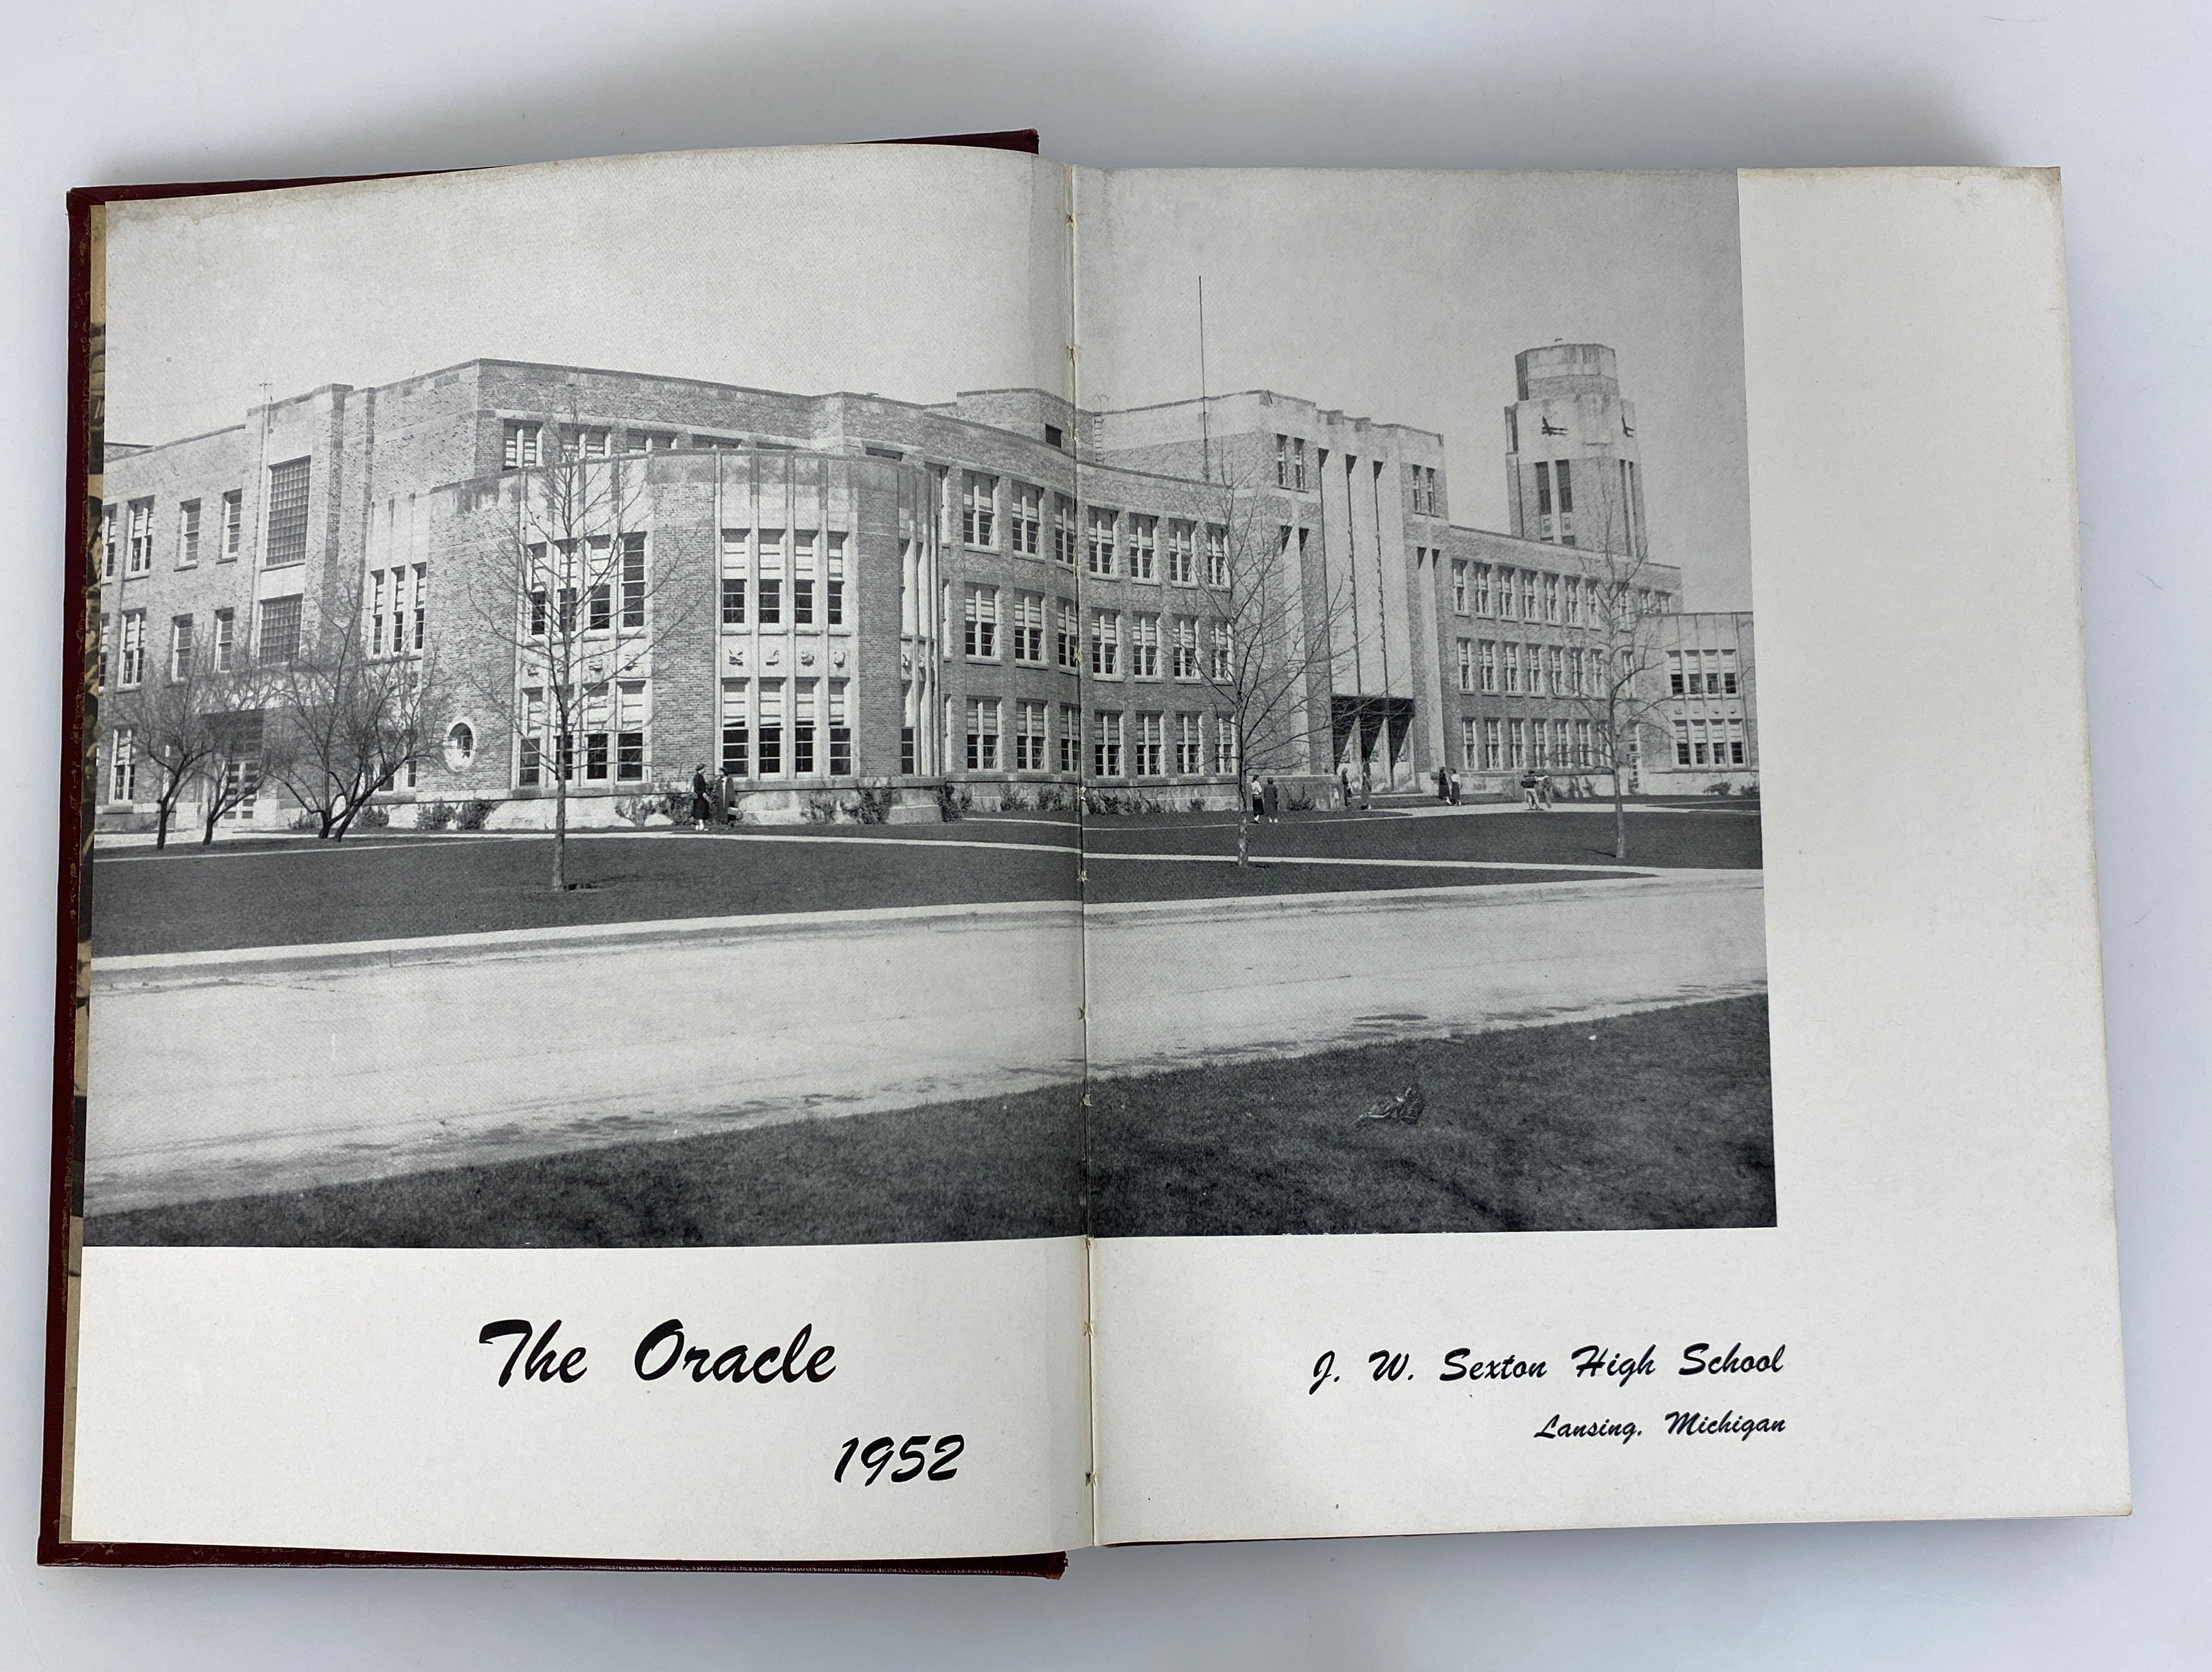 The Oracle
1952
J. W. Sexton High School
Lansing, Michigan